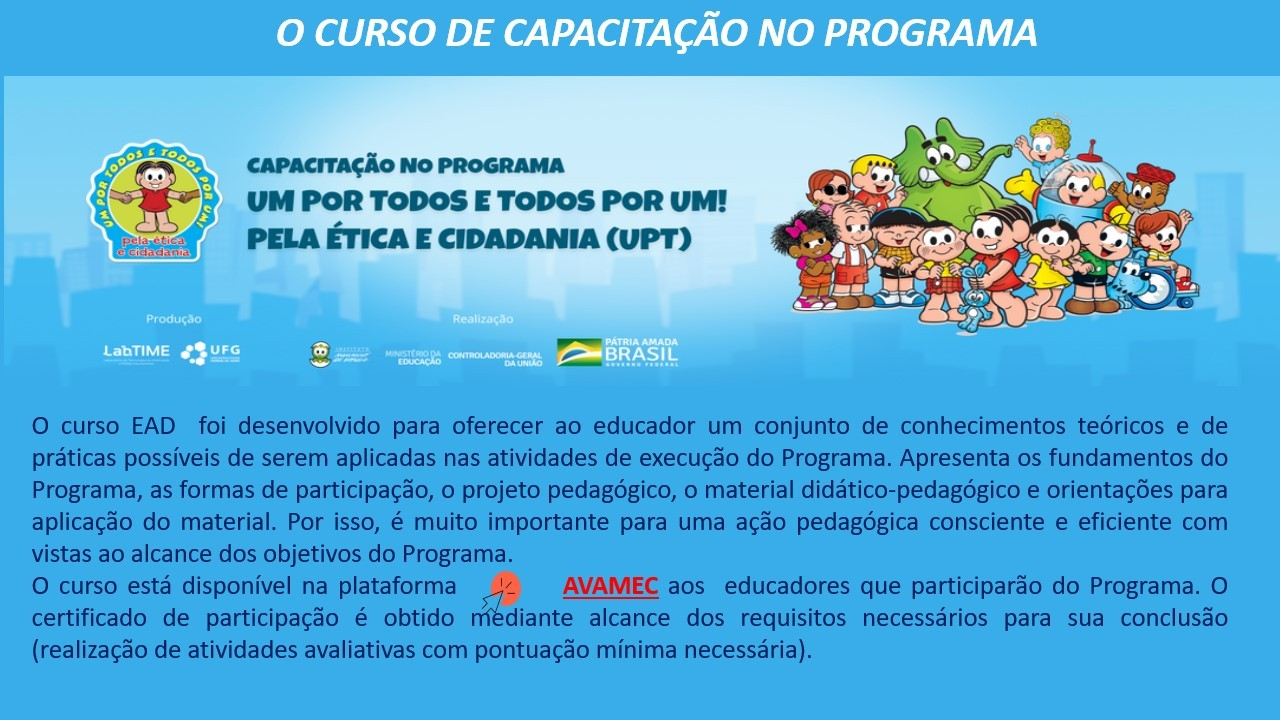 O CURSO DE CAPACITAÇÃO NO PROGRAMA
UM POR TODOS E TODOS POR UM!
pela ética
e cidadania
CAPACITAÇÃO NO PROGRAMA
UM POR TODOS E TODOS POR UM!
PELA ÉTICA E CIDADANIA (UPT)
Produção
Realização
LabTIME
UFG
INSTITUTO
MINISTÉRIO DA
EDUCAÇÃO
CONTROLADORIA-GERAL
DA UNIÃO
PÁTRIA AMADA
BRASIL
GOVERNO FEDERAL
O curso EAD foi desenvolvido para oferecer ao educador um conjunto de conhecimentos teóricos e de
práticas possíveis de serem aplicadas nas atividades de execução do Programa. Apresenta os fundamentos do
Programa, as formas de participação, o projeto pedagógico, o material didático-pedagógico e orientações para
aplicação do material. Por isso, é muito importante para uma ação pedagógica consciente e eficiente com
vistas ao alcance dos objetivos do Programa.
O curso está disponível na plataforma AVAMEC aos educadores que participarão do Programa. O
certificado de participação é obtido mediante alcance dos requisitos necessários para sua conclusão
(realização de atividades avaliativas com pontuação mínima necessária).